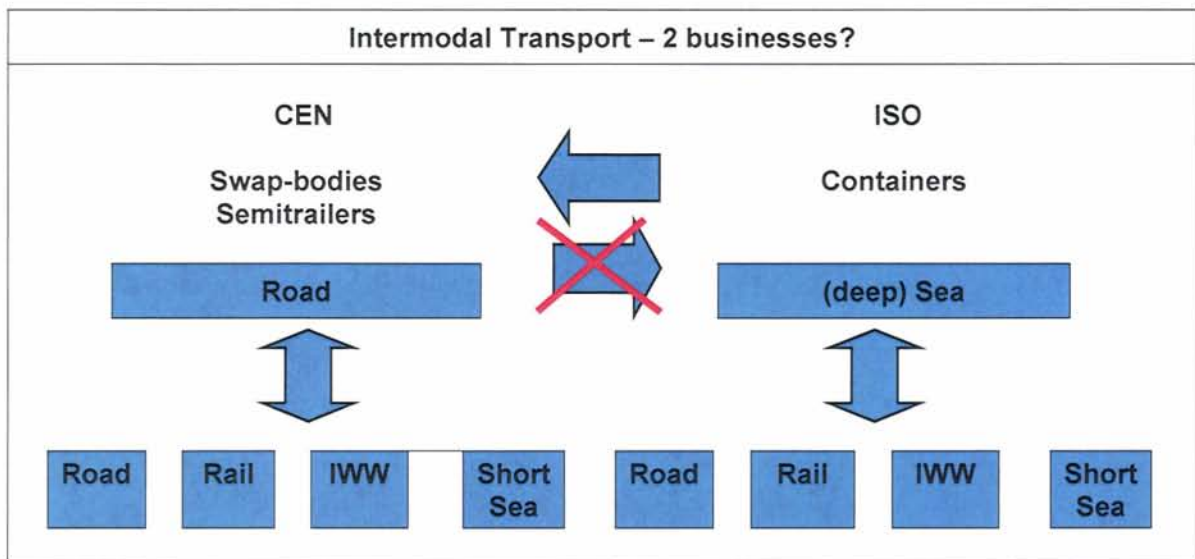 Intermodal Transport – 2 businesses?
CEN
ISO
Swap-bodies
Semitrailers
Containers
Road
(deep) Sea
Road
Rail
IWW
Short
Sea
Road
Rail
IWW
Short
Sea